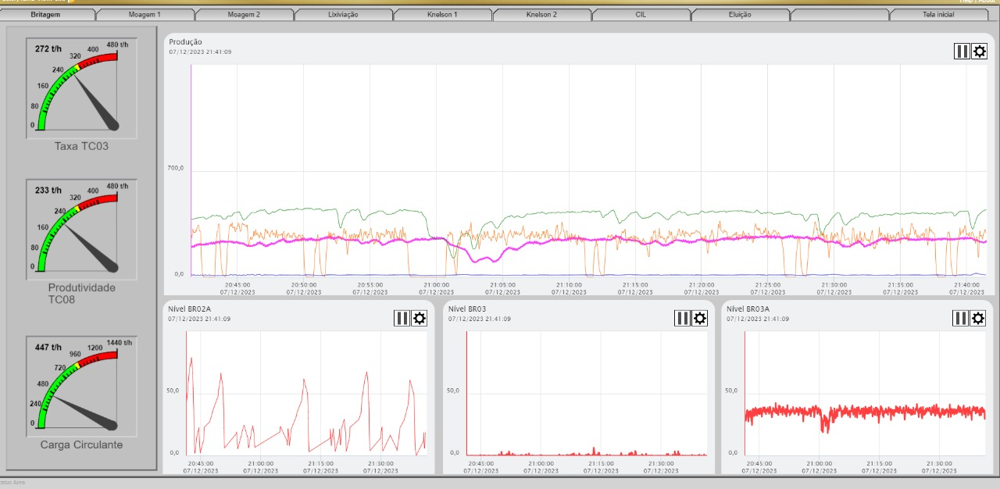 Help | About
Britagem Moagem 1 Moagem 2 Lixiviação Knelson 1 Knelson 2 CIL Eluição Tela inicial
272 t/h
0 80 160 240 320 400 480 t/h
Taxa TC03
233 t/h
0 80 160 240 320 400 480 t/h
Produtividade
TC08
447 t/h
0 240 480 720 960 1200 1440 t/h
Carga Circulante
Produção
07/12/2023 21:41:09
700,0
0,0
20:45:00 20:50:00 20:55:00 21:00:00 21:05:00 21:10:00 21:15:00 21:20:00 21:25:00 21:30:00 21:35:00 21:40:00
07/12/2023 07/12/2023 07/12/2023 07/12/2023 07/12/2023 07/12/2023 07/12/2023 07/12/2023 07/12/2023 07/12/2023 07/12/2023 07/12/2023
Nível BR02A
07/12/2023 21:41:09
50,0
0,0
20:45:00 21:00:00 21:15:00 21:30:00
07/12/2023 07/12/2023 07/12/2023 07/12/2023
Nível BR03
07/12/2023 21:41:09
50,0
0,0
20:45:00 21:00:00 21:15:00 21:30:00
07/12/2023 07/12/2023 07/12/2023 07/12/2023
Nível BR03A
07/12/2023 21:41:09
50,0
0,0
20:45:00 21:00:00 21:15:00 21:30:00
07/12/2023 07/12/2023 07/12/2023 07/12/2023
Area